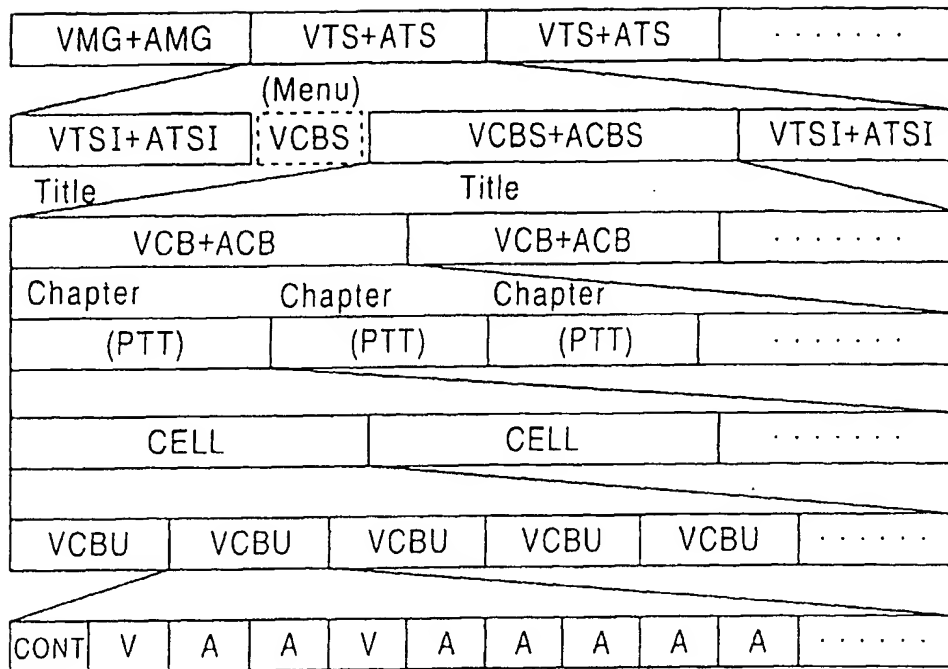 VMG+AMG VTS+ATS VTS+ATS .......
(Menu)
VTSI+ATSI VCBS VCBS+ACBS VTSI+ATSI
Title Title
VCB+ACB VCB+ACB .......
Chapter Chapter Chapter
(PTT) (PTT) (PTT) .......
CELL CELL .......
VCBU VCBU VCBU VCBU VCBU ......
CONT V A A V A A A A A ......